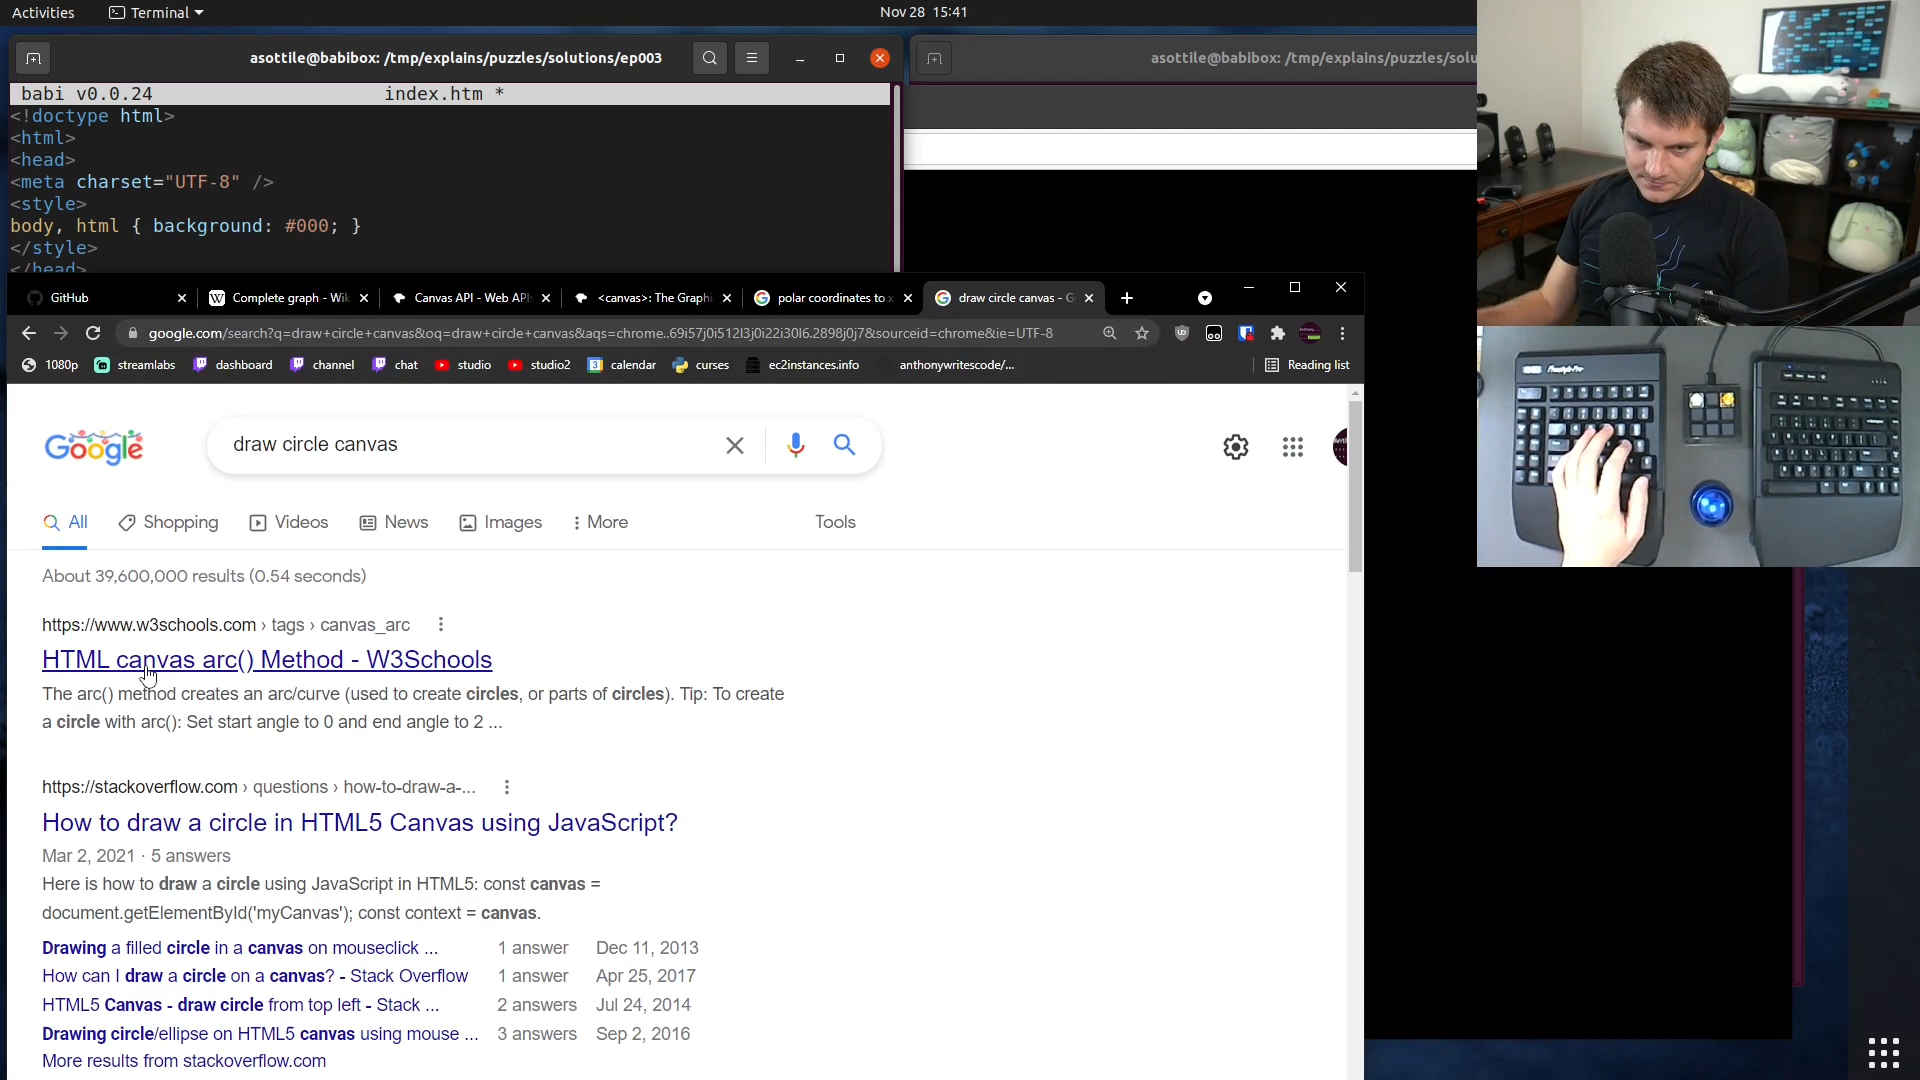 Activities
Terminal
Nov 28 15:41
asottile@babibox: /tmp/explains/puzzles/solutions/ep003
asottile@babibox: /tmp/explains/puzzles/solu
babi v0.0.24 index.htm *
<!doctype html>
<html>
<head>
<meta charset="UTF-8" />
<style>
body, html { background: #000; }
</style>
</head>
GitHub
Complete graph - Wik
Canvas API - Web API
<canvas>: The Graphi
polar coordinates to x
draw circle canvas - G
google.com/search?q=draw+circle+canvas&oq=draw+circle+canvas&aqs=chrome..69i57j0i512l3j0i22i30l6.2898j0j7&sourceid=chrome&ie=UTF-8
1080p
streamlabs
dashboard
channel
chat
studio
studio2
calendar
curses
ec2instances.info
anthonywritescode/...
Reading list
Google
draw circle canvas
All
Shopping
Videos
News
Images
More
Tools
About 39,600,000 results (0.54 seconds)
https://www.w3schools.com › tags › canvas_arc
HTML canvas arc() Method - W3Schools
The arc() method creates an arc/curve (used to create circles, or parts of circles). Tip: To create
a circle with arc(): Set start angle to 0 and end angle to 2 ...
https://stackoverflow.com › questions › how-to-draw-a-...
How to draw a circle in HTML5 Canvas using JavaScript?
Mar 2, 2021 · 5 answers
Here is how to draw a circle using JavaScript in HTML5: const canvas =
document.getElementById('myCanvas'); const context = canvas.
Drawing a filled circle in a canvas on mouseclick ... 1 answer Dec 11, 2013
How can I draw a circle on a canvas? - Stack Overflow 1 answer Apr 25, 2017
HTML5 Canvas - draw circle from top left - Stack ... 2 answers Jul 24, 2014
Drawing circle/ellipse on HTML5 canvas using mouse ... 3 answers Sep 2, 2016
More results from stackoverflow.com